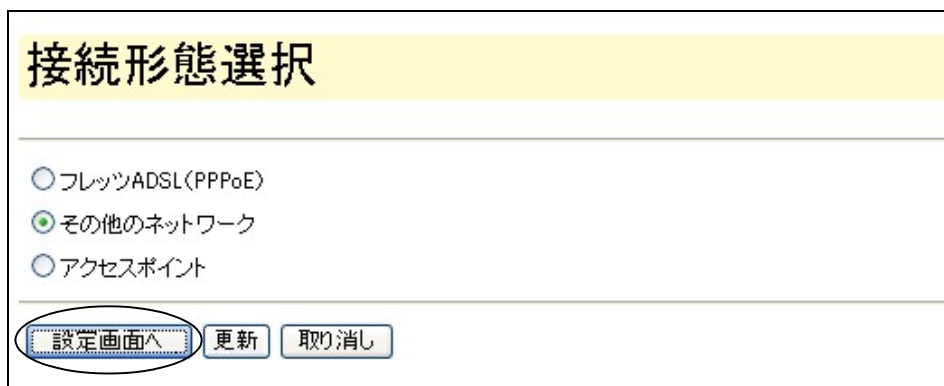 接続形態選択
フレッツADSL(PPPoE)
その他のネットワーク
アクセスポイント
設定画面へ 更新 取り消し